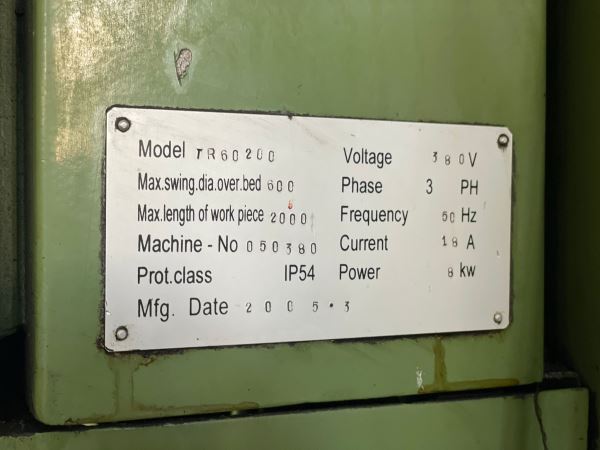 Model TR60200
Max.swing.dia.over.bed 600
Max.length of work piece 2000
Machine - No 050380
Prot.class IP54
Mfg. Date 2005.3
Voltage 380V
Phase 3 PH
Frequency 50 Hz
Current 18 A
Power 8 kw